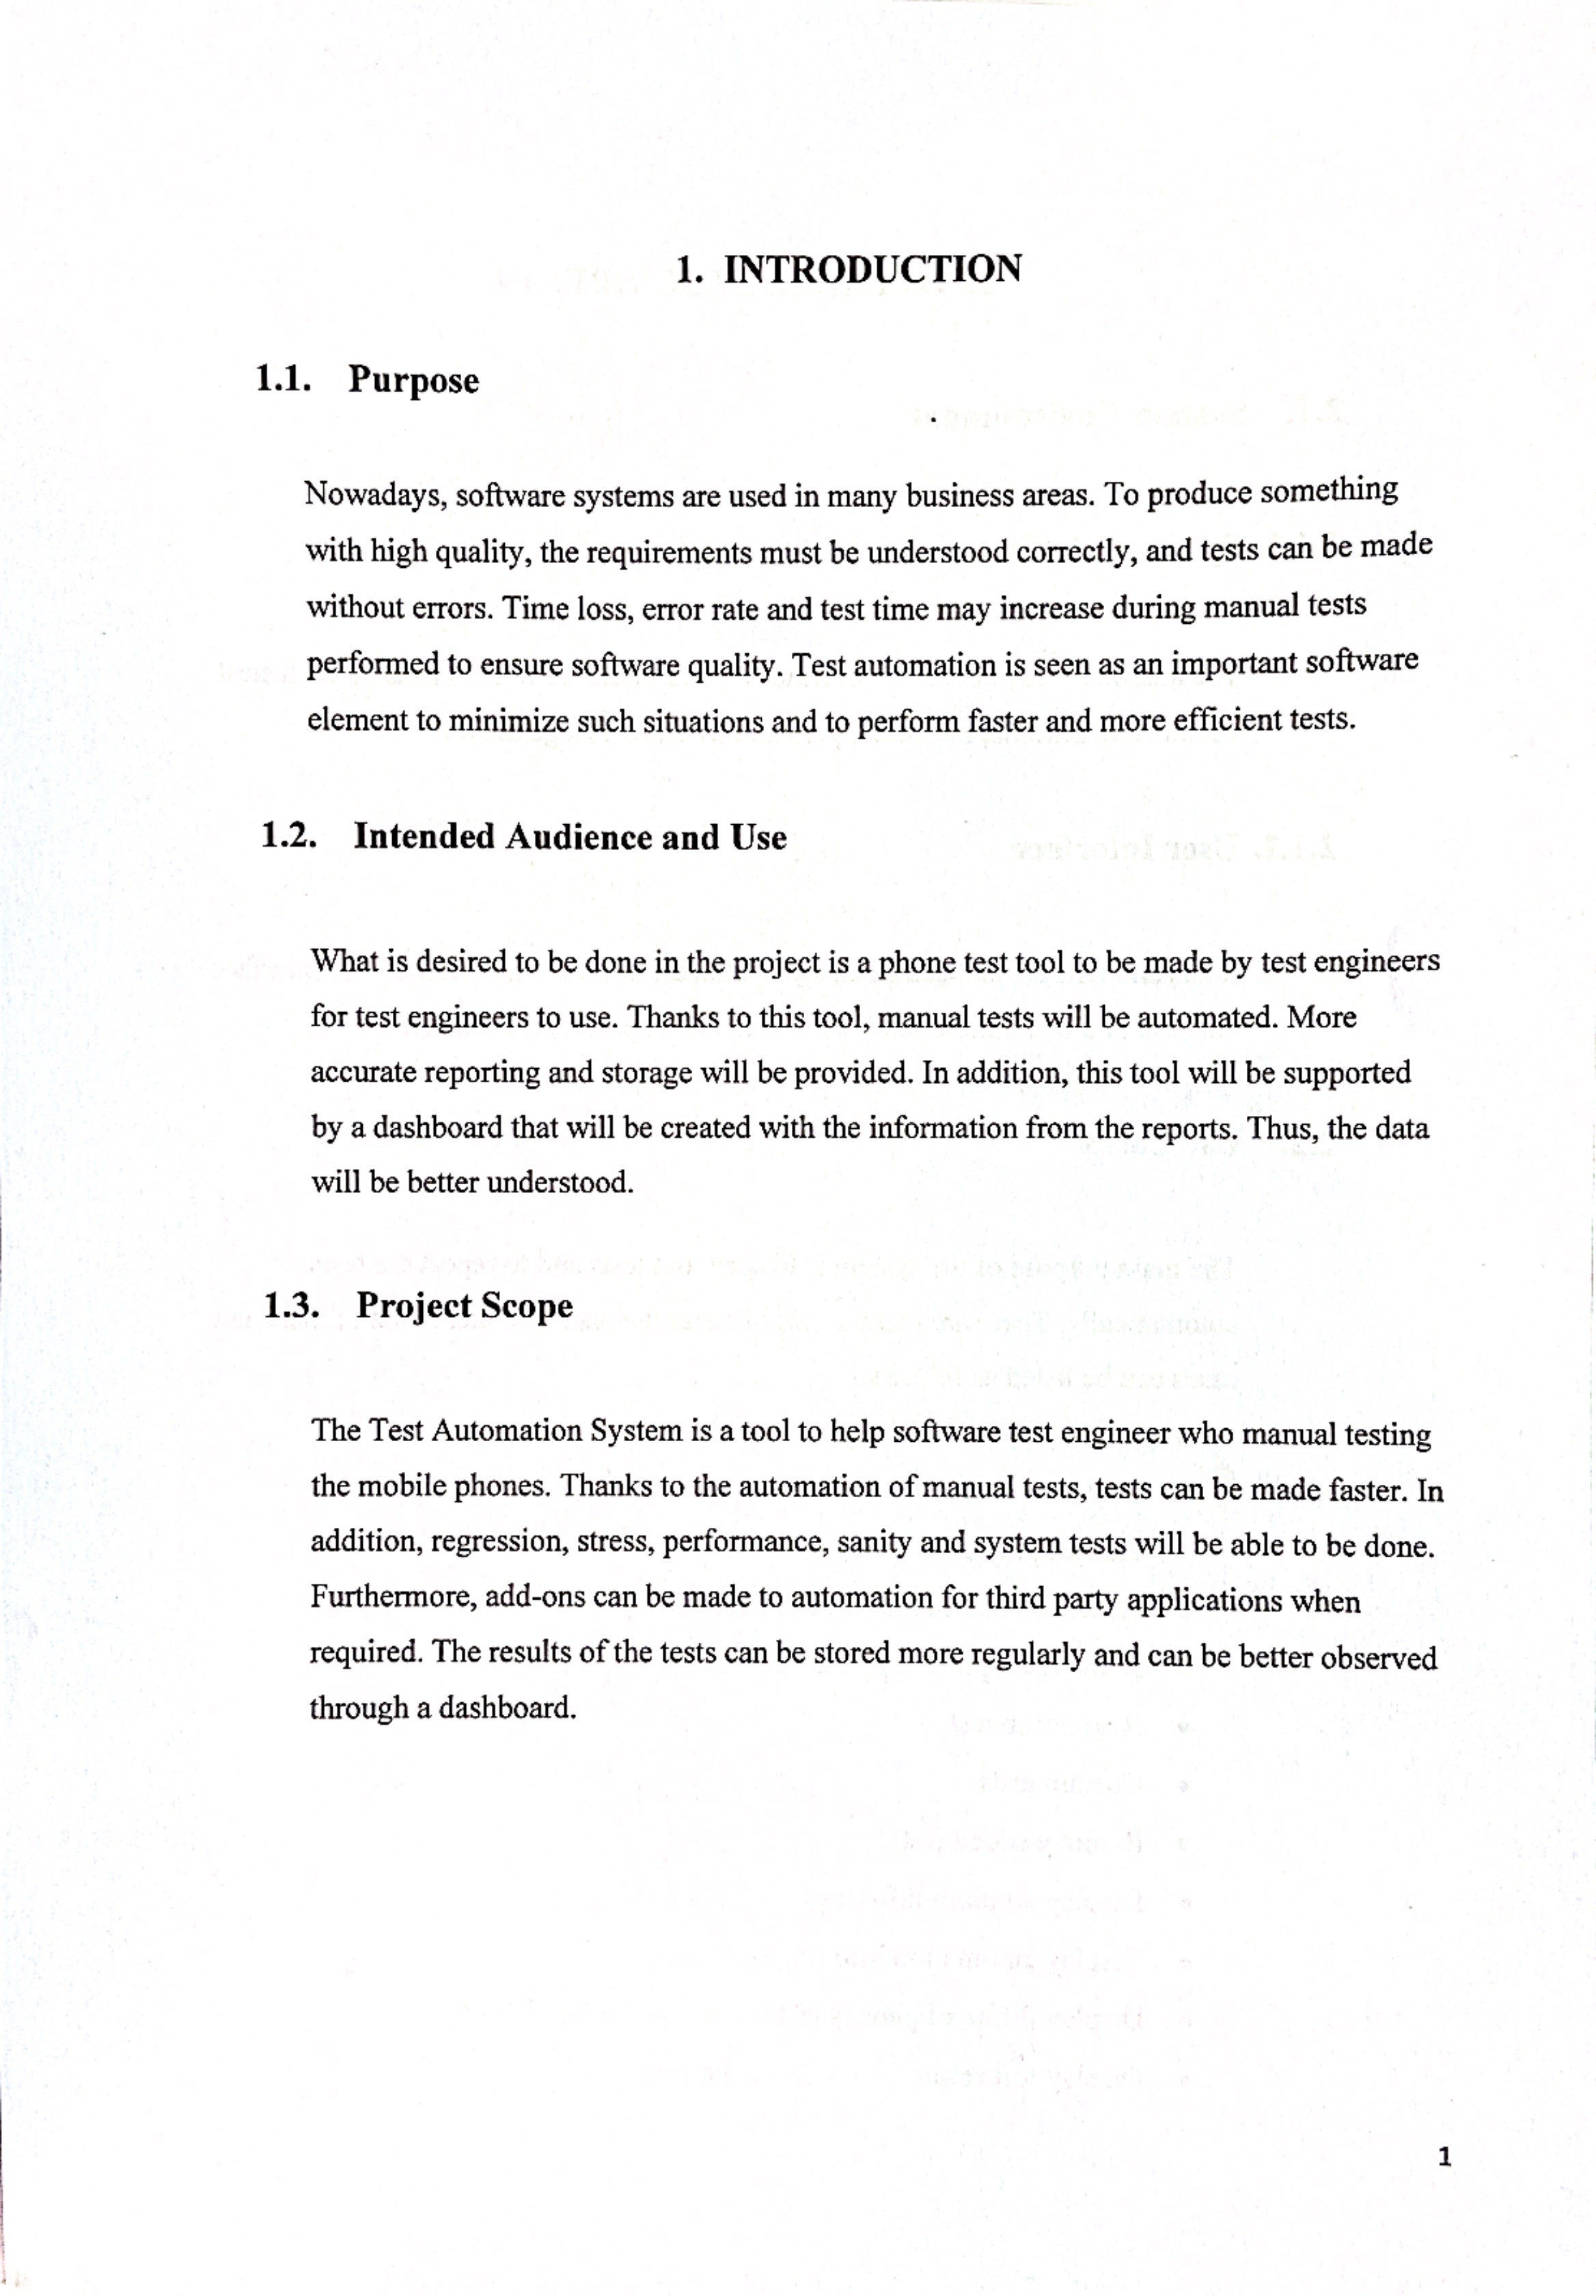 1. INTRODUCTION
1.1. Purpose
Nowadays, software systems are used in many business areas. To produce something
with high quality, the requirements must be understood correctly, and tests can be made
without errors. Time loss, error rate and test time may increase during manual tests
performed to ensure software quality. Test automation is seen as an important software
element to minimize such situations and to perform faster and more efficient tests.
1.2. Intended Audience and Use
What is desired to be done in the project is a phone test tool to be made by test engineers
for test engineers to use. Thanks to this tool, manual tests will be automated. More
accurate reporting and storage will be provided. In addition, this tool will be supported
by a dashboard that will be created with the information from the reports. Thus, the data
will be better understood.
1.3. Project Scope
The Test Automation System is a tool to help software test engineer who manual testing
the mobile phones. Thanks to the automation of manual tests, tests can be made faster. In
addition, regression, stress, performance, sanity and system tests will be able to be done.
Furthermore, add-ons can be made to automation for third party applications when
required. The results of the tests can be stored more regularly and can be better observed
through a dashboard.
1